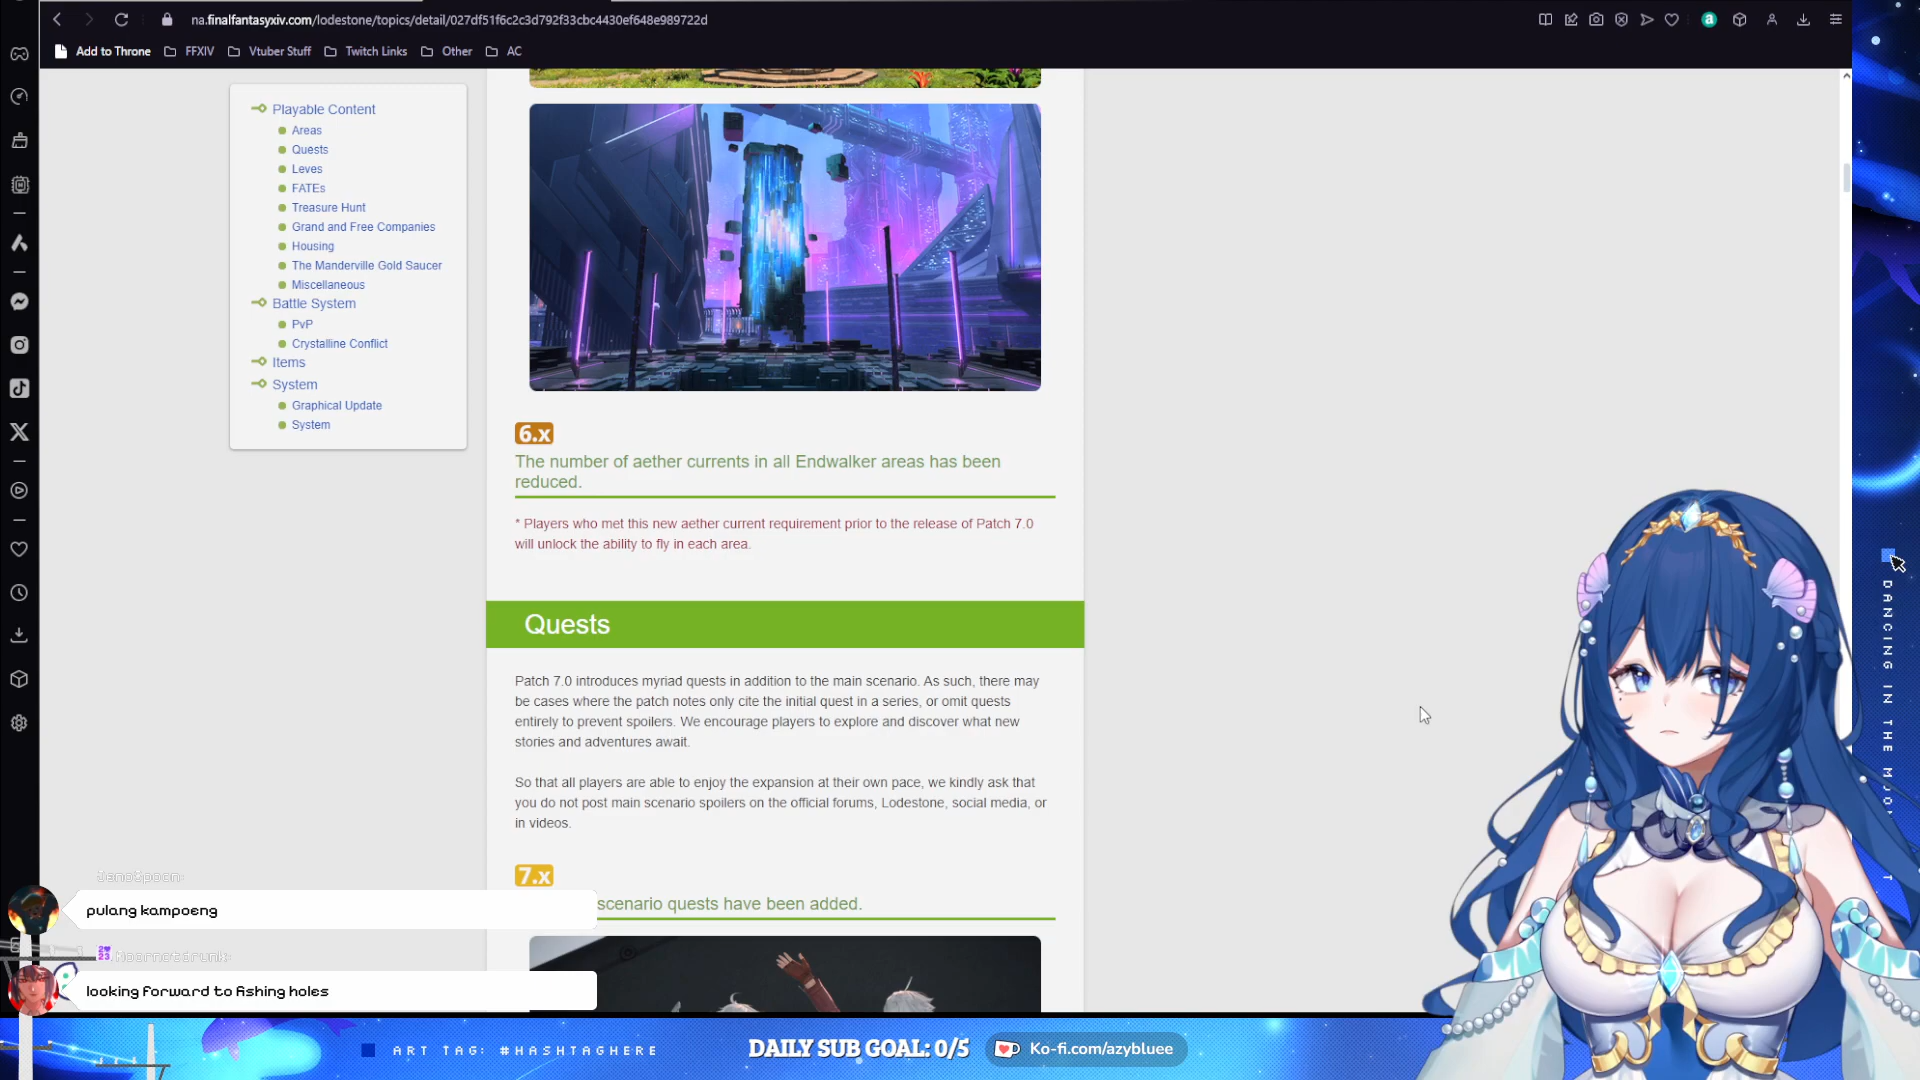 na.finalfantasyxiv.com/lodestone/topics/detail/027df51f6c2c3d792f33cbc4430ef648e989722d
Add to Throne
FFXIV
Vtuber Stuff
Twitch Links
Other
AC
Playable Content
Areas
Quests
Leves
FATEs
Treasure Hunt
Grand and Free Companies
Housing
The Manderville Gold Saucer
Miscellaneous
Battle System
PvP
Crystalline Conflict
Items
System
Graphical Update
System
6.x
The number of aether currents in all Endwalker areas has been
reduced.
* Players who met this new aether current requirement prior to the release of Patch 7.0
will unlock the ability to fly in each area.
Quests
Patch 7.0 introduces myriad quests in addition to the main scenario. As such, there may
be cases where the patch notes only cite the initial quest in a series, or omit quests
entirely to prevent spoilers. We encourage players to explore and discover what new
stories and adventures await.
So that all players are able to enjoy the expansion at their own pace, we kindly ask that
you do not post main scenario spoilers on the official forums, Lodestone, social media, or
in videos.
7.x
scenario quests have been added.
pulang kampoeng
looking forward to fishing holes
ART TAG: #HASHTAGHERE
DAILY SUB GOAL: 0/5
Ko-fi.com/azybluee
DANCING IN THE